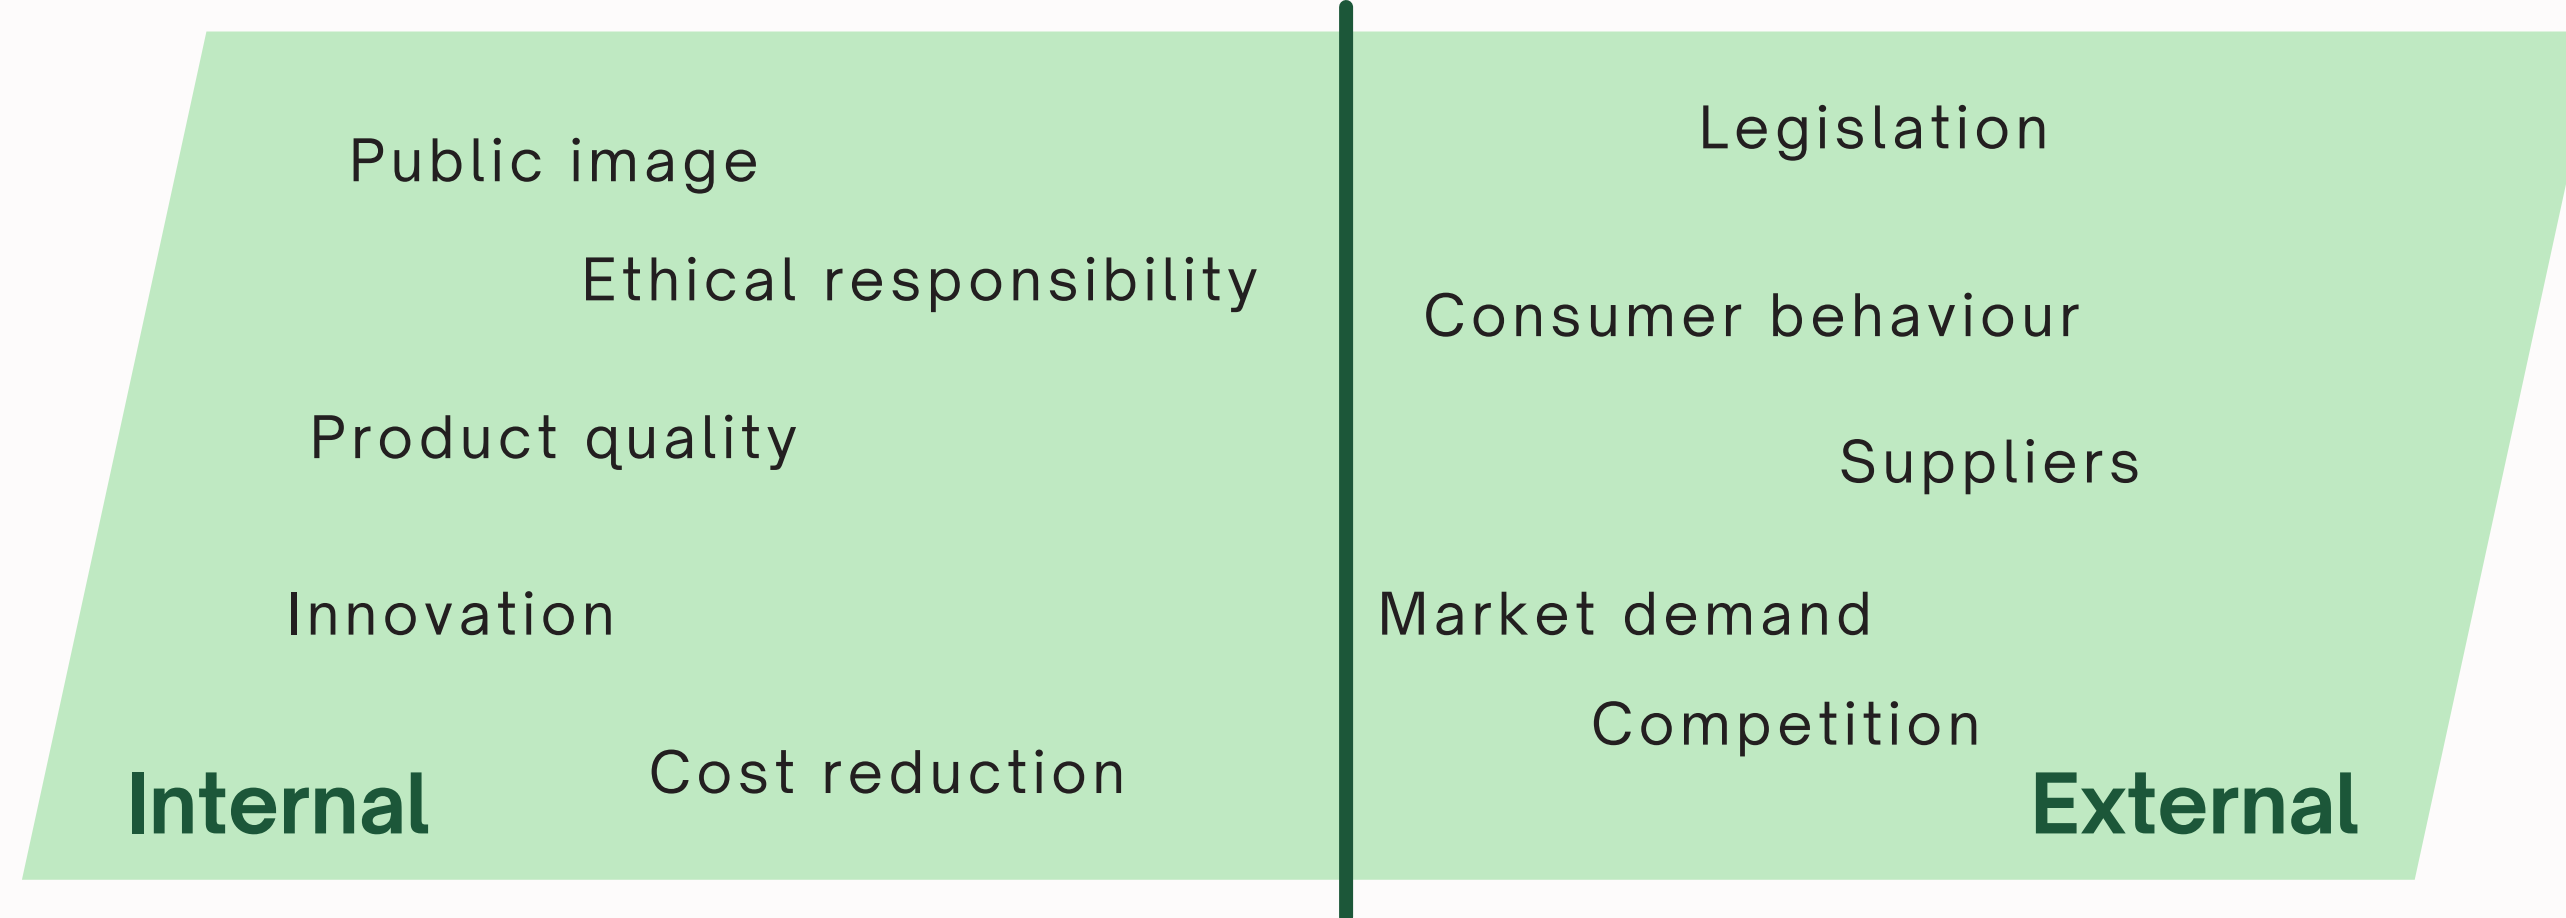 Public image
Ethical responsibility
Product quality
Innovation
Cost reduction
Internal
Legislation
Consumer behaviour
Suppliers
Market demand
Competition
External